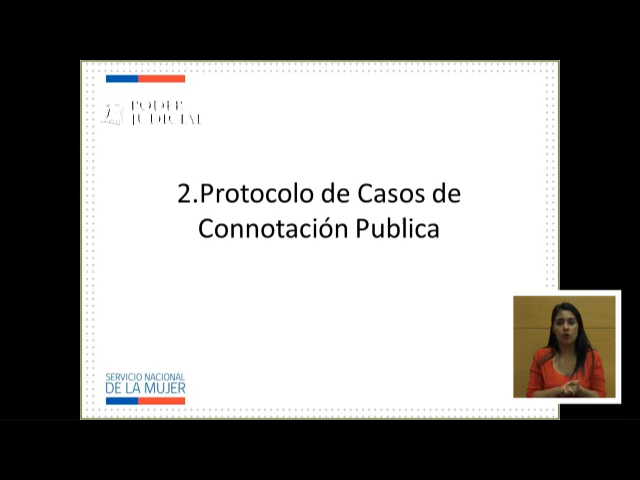 PODER
JUDICIAL
2.Protocolo de Casos de
Connotación Publica
SERVICIO NACIONAL
DE LA MUJER